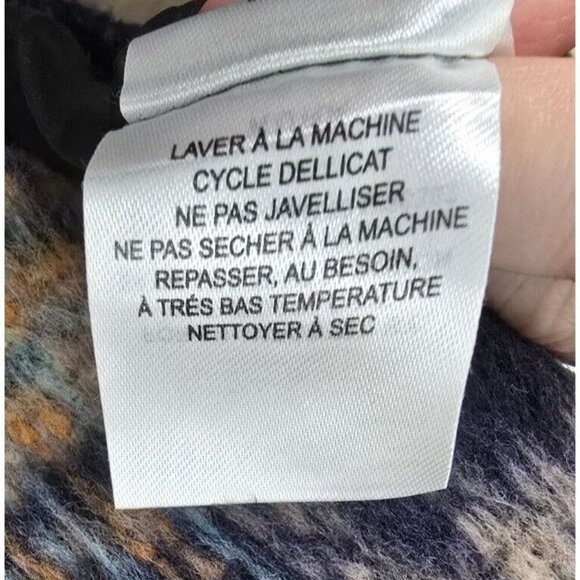 LAVER À LA MACHINE
CYCLE DELLICAT
NE PAS JAVELLISER
NE PAS SECHER À LA MACHINE
REPASSER, AU BESOIN,
À TRÉS BAS TEMPERATURE
NETTOYER À SEC